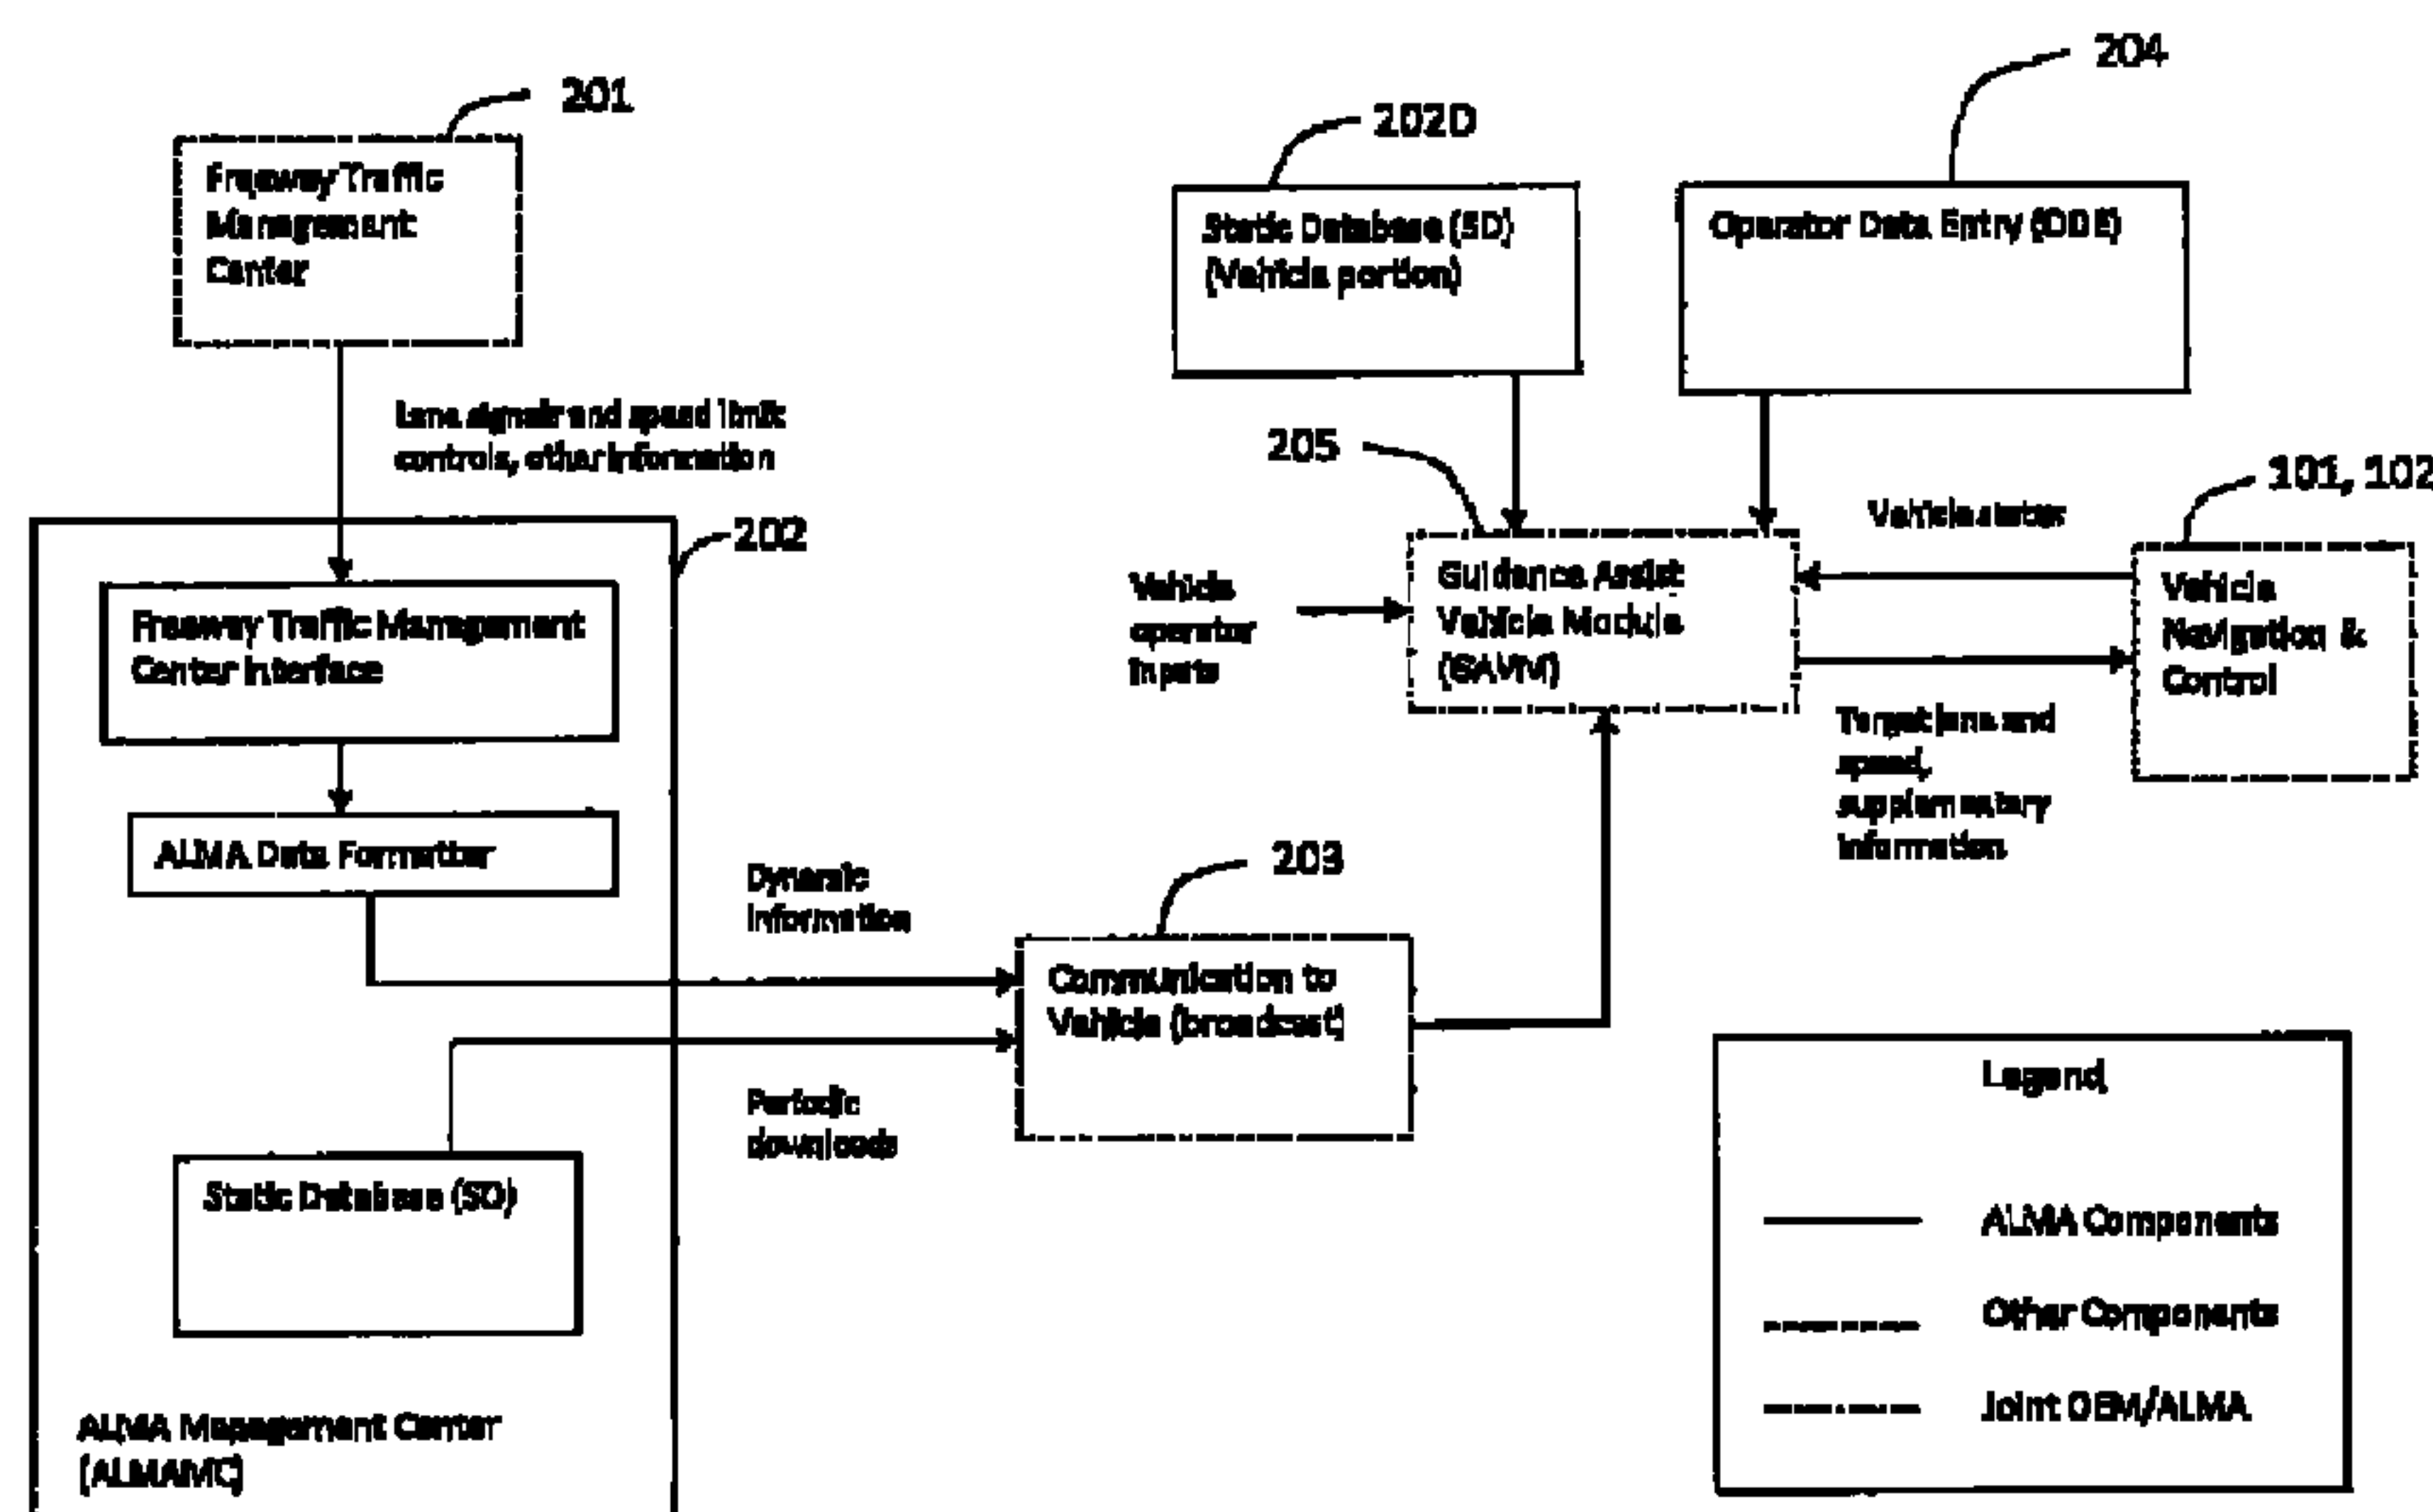 201
Freeway Traffic
Management
Center
202D
Static Database (SD)
(Vehicle portion)
204
Operator Data Entry (ODE)
Lane signals and speed limit
controls, other information
202
Freeway Traffic Management
Center Interface
ALMA Data Formatter
Static Database (SD)
ALMA Management Center
(ALMAMC)
205
Vehicle
operator
inputs
Guidance Assist
Vehicle Module
(GAVM)
Vehicle status
101, 102
Vehicle
Navigation &
Control
Target lane and
speed,
supplementary
information
Dynamic
information
Periodic
downloads
203
Communication to
Vehicle (broadcast)
Legend
ALMA Components
Other Components
Joint OEM/ALMA